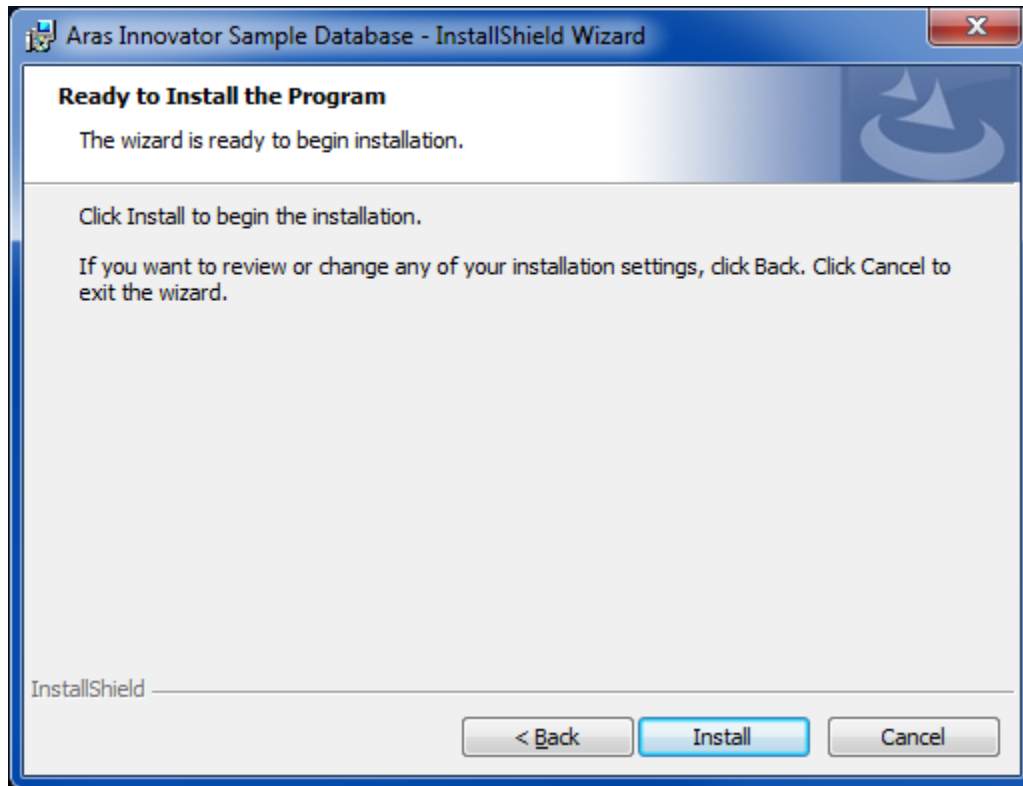 Aras Innovator Sample Database - InstallShield Wizard
Ready to Install the Program
The wizard is ready to begin installation.
Click Install to begin the installation.
If you want to review or change any of your installation settings, click Back. Click Cancel to
exit the wizard.
InstallShield
< Back
Install
Cancel